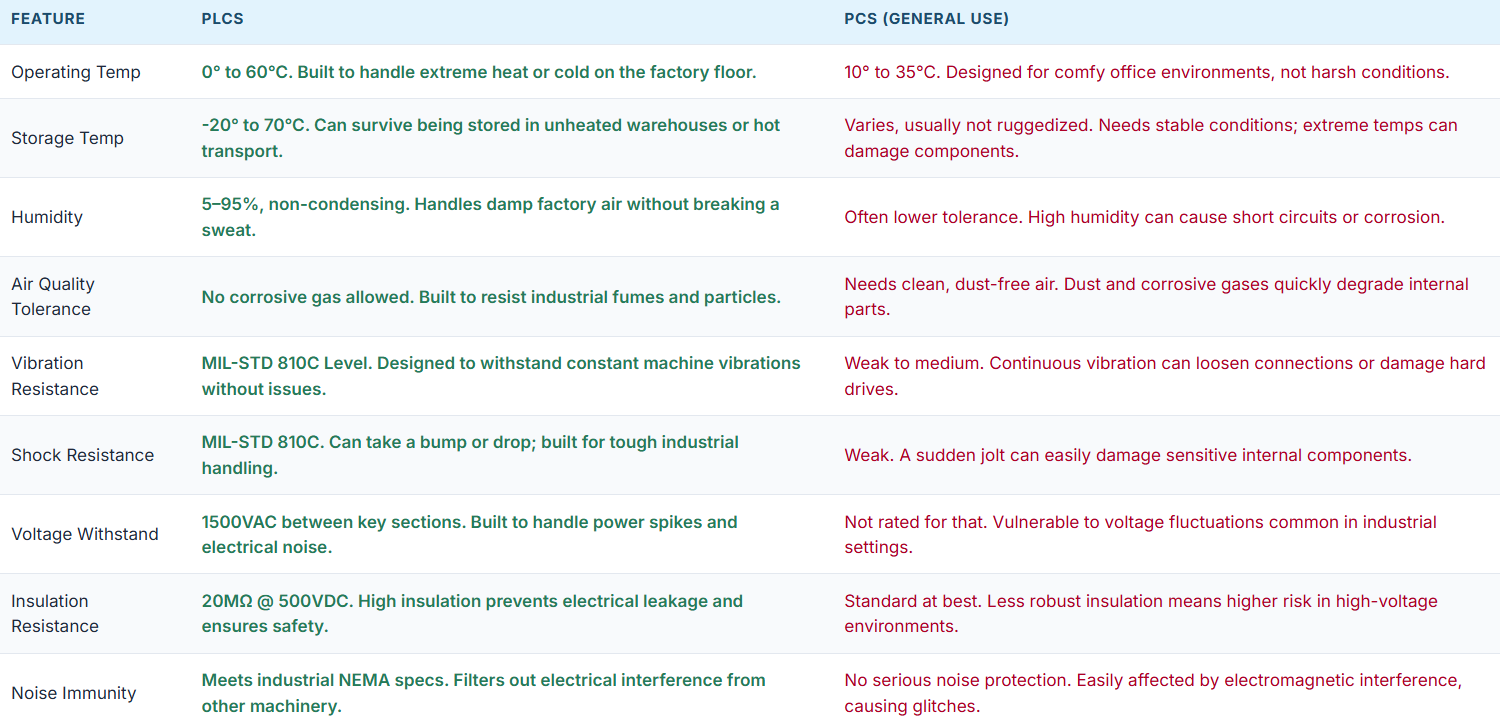 FEATURE PLCS PCS (GENERAL USE)
Operating Temp 0° to 60°C. Built to handle extreme heat or cold on the factory floor. 10° to 35°C. Designed for comfy office environments, not harsh conditions.
Storage Temp
-20° to 70°C. Can survive being stored in unheated warehouses or hot
transport.
Varies, usually not ruggedized. Needs stable conditions; extreme temps can
damage components.
Humidity
5–95%, non-condensing. Handles damp factory air without breaking a
sweat.
Often lower tolerance. High humidity can cause short circuits or corrosion.
Air Quality
Tolerance
No corrosive gas allowed. Built to resist industrial fumes and particles.
Needs clean, dust-free air. Dust and corrosive gases quickly degrade internal
parts.
Vibration
Resistance
MIL-STD 810C Level. Designed to withstand constant machine vibrations
without issues.
Weak to medium. Continuous vibration can loosen connections or damage hard
drives.
Shock Resistance
MIL-STD 810C. Can take a bump or drop; built for tough industrial
handling.
Weak. A sudden jolt can easily damage sensitive internal components.
Voltage Withstand
1500VAC between key sections. Built to handle power spikes and
electrical noise.
Not rated for that. Vulnerable to voltage fluctuations common in industrial
settings.
Insulation
Resistance
20MΩ @ 500VDC. High insulation prevents electrical leakage and
ensures safety.
Standard at best. Less robust insulation means higher risk in high-voltage
environments.
Noise Immunity
Meets industrial NEMA specs. Filters out electrical interference from
other machinery.
No serious noise protection. Easily affected by electromagnetic interference,
causing glitches.